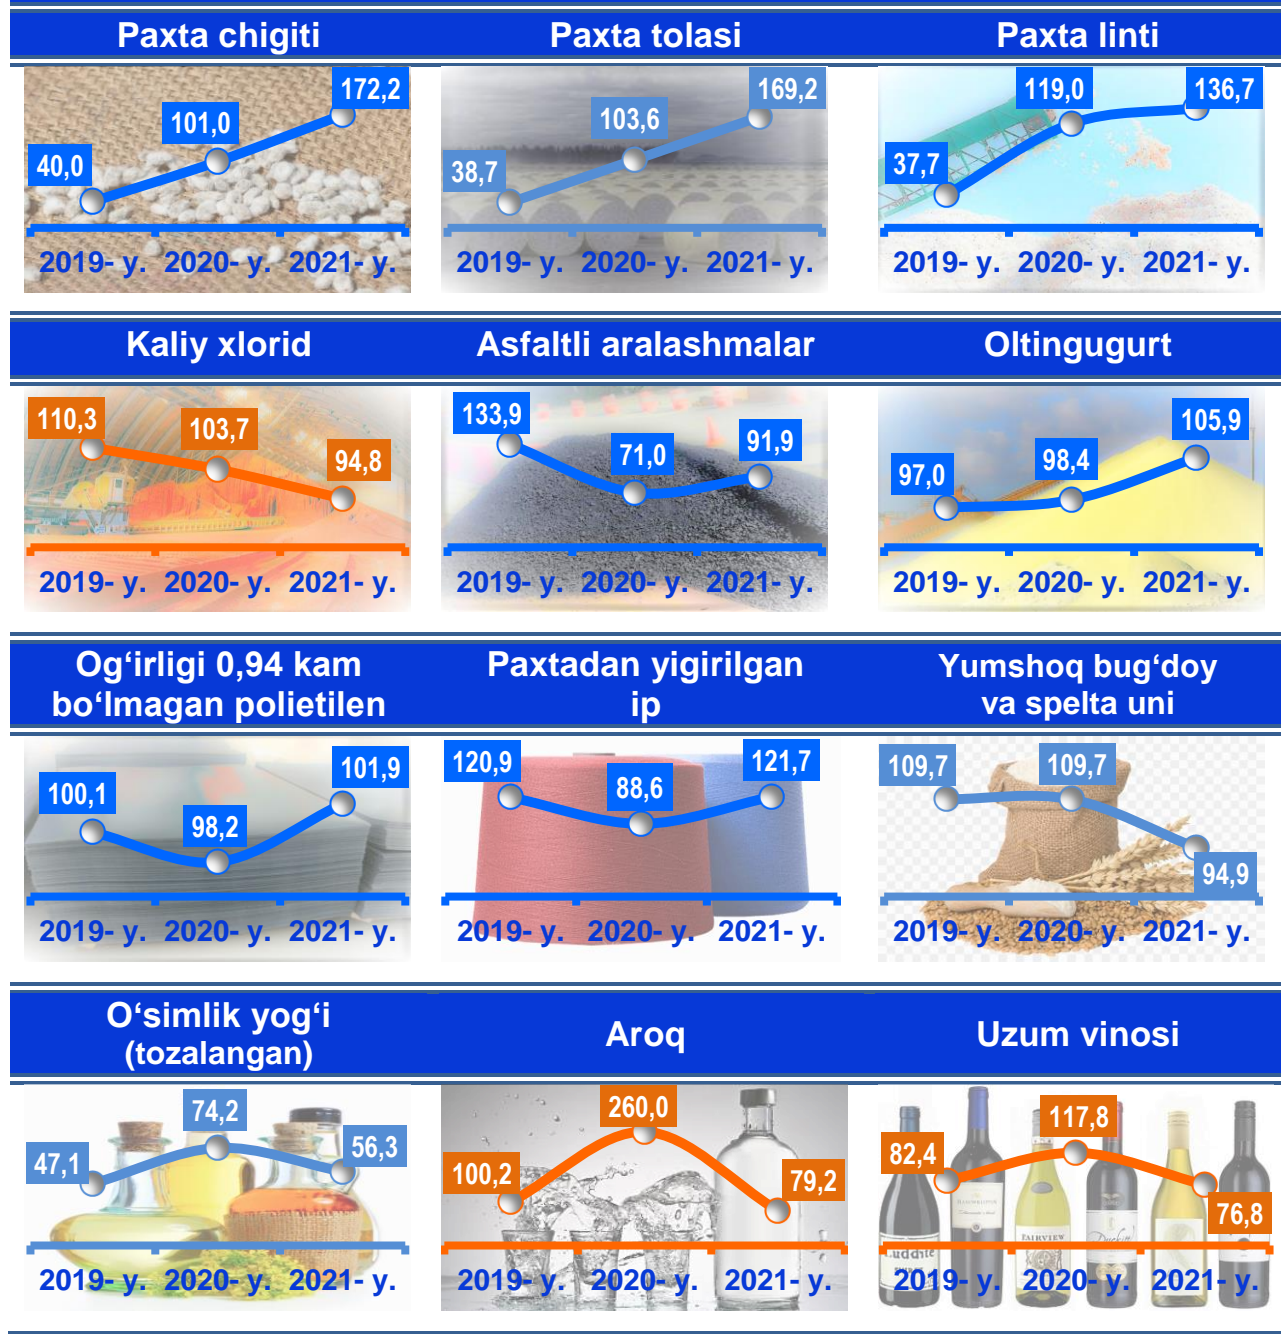 Paxta chigiti
Paxta tolasi
Paxta linti
40,0
101,0
172,2
2019- y. 2020- y. 2021- y.
38,7
103,6
169,2
2019- y. 2020- y. 2021- y.
37,7
119,0
136,7
2019- y. 2020- y. 2021- y.
Kaliy xlorid
Asfaltli aralashmalar
Oltingugurt
110,3
103,7
94,8
2019- y. 2020- y. 2021- y.
133,9
71,0
91,9
2019- y. 2020- y. 2021- y.
97,0
98,4
105,9
2019- y. 2020- y. 2021- y.
Og‘irligi 0,94 kam
bo‘lmagan polietilen
Paxtadan yigirilgan
ip
Yumshoq bug‘doy
va spelta uni
100,1
98,2
101,9
2019- y. 2020- y. 2021- y.
120,9
88,6
121,7
2019- y. 2020- y. 2021- y.
109,7
109,7
94,9
2019- y. 2020- y. 2021- y.
O‘simlik yog‘i
(tozalangan)
Aroq
Uzum vinosi
47,1
74,2
56,3
2019- y. 2020- y. 2021- y.
100,2
260,0
79,2
2019- y. 2020- y. 2021- y.
82,4
117,8
76,8
FAIRVIEW
2019- y. 2020- y. 2021- y.